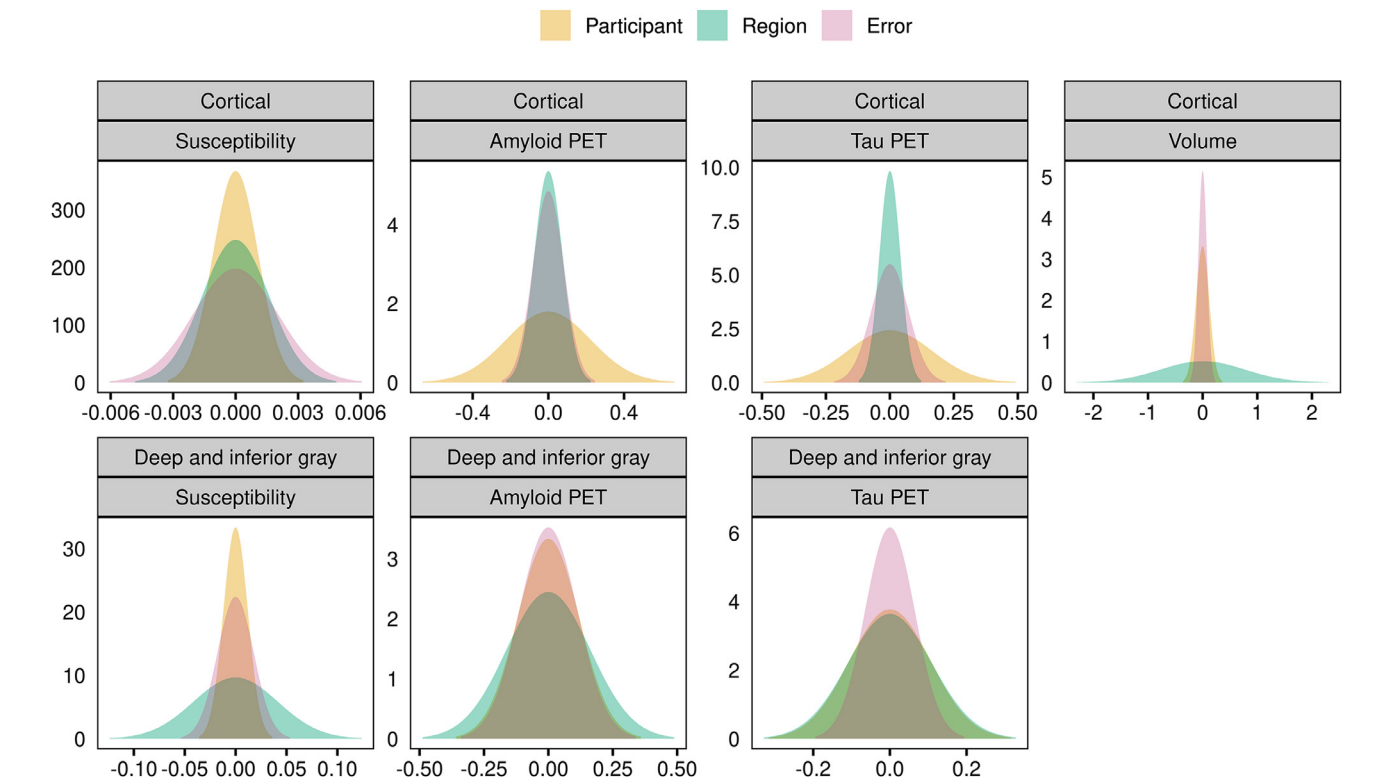 Participant Region Error
Cortical Cortical Cortical Cortical
Susceptibility Amyloid PET Tau PET Volume
300
200
100
0
4
2
0
10.0
7.5
5.0
2.5
0.0
5
4
3
2
1
0
-0.006 -0.003 0.000 0.003 0.006
-0.4 0.0 0.4
-0.50 -0.25 0.00 0.25 0.50
-2 -1 0 1 2
Deep and inferior gray Deep and inferior gray Deep and inferior gray
Susceptibility Amyloid PET Tau PET
30
20
10
0
3
2
1
0
6
4
2
0
-0.10 -0.05 0.00 0.05 0.10
-0.50 -0.25 0.00 0.25 0.50
-0.2 0.0 0.2